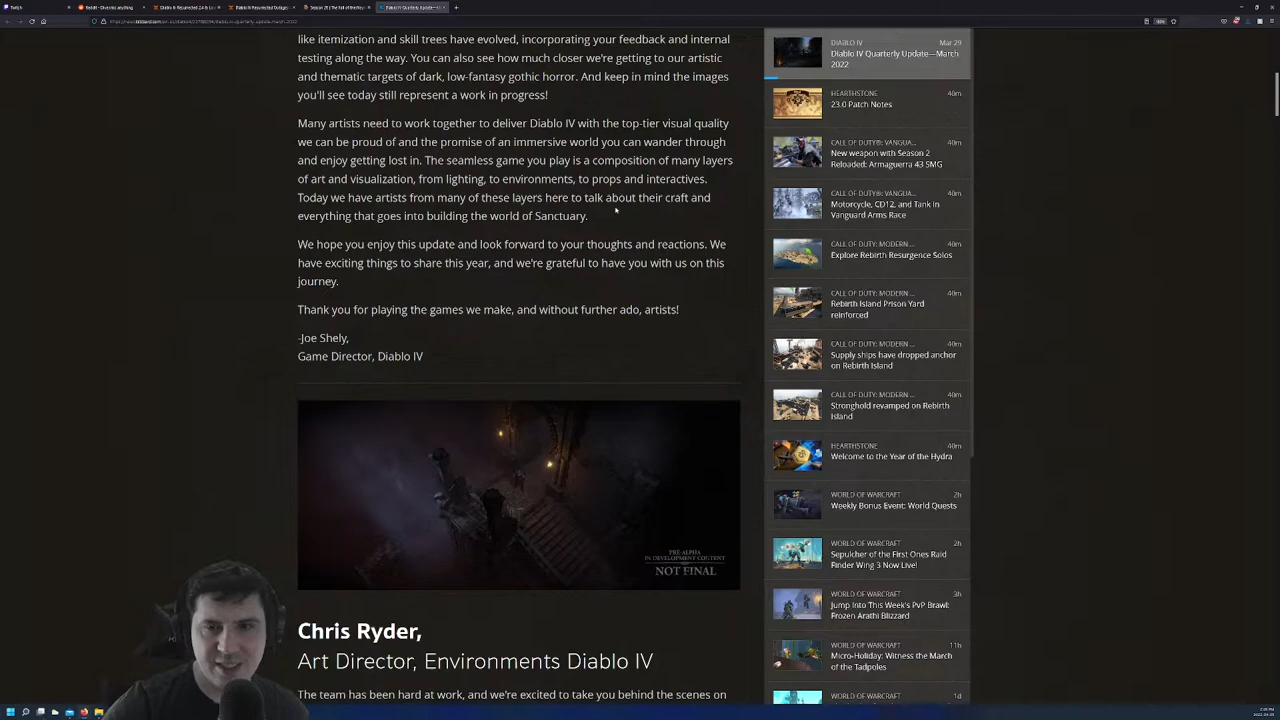 Twitch
Reddit - Dive into anything
Diablo IV Quarterly Update—
like itemization and skill trees have evolved, incorporating your feedback and internal
testing along the way. You can also see how much closer we're getting to our artistic
and thematic targets of dark, low-fantasy gothic horror. And keep in mind the images
you'll see today still represent a work in progress!
Many artists need to work together to deliver Diablo IV with the top-tier visual quality
we can be proud of and the promise of an immersive world you can wander through
and enjoy getting lost in. The seamless game you play is a composition of many layers
of art and visualization, from lighting, to environments, to props and interactives.
Today we have artists from many of these layers here to talk about their craft and
everything that goes into building the world of Sanctuary.
We hope you enjoy this update and look forward to your thoughts and reactions. We
have exciting things to share this year, and we're grateful to have you with us on this
journey.
Thank you for playing the games we make, and without further ado, artists!
-Joe Shely,
Game Director, Diablo IV
PRE-ALPHA
IN DEVELOPMENT CONTENT
NOT FINAL
Chris Ryder,
Art Director, Environments Diablo IV
The team has been hard at work, and we're excited to take you behind the scenes on
DIABLO IV Mar 29
Diablo IV Quarterly Update—March
2022
HEARTHSTONE 40m
23.0 Patch Notes
CALL OF DUTY®: VANGUA... 40m
New weapon with Season 2
Reloaded: Armaguerra 43 SMG
CALL OF DUTY®: VANGUA... 40m
Motorcycle, CD12, and Tank in
Vanguard Arms Race
CALL OF DUTY: MODERN ... 40m
Explore Rebirth Resurgence Solos
CALL OF DUTY: MODERN ... 40m
Rebirth Island Prison Yard
reinforced
CALL OF DUTY: MODERN ... 40m
Supply ships have dropped anchor
on Rebirth Island
CALL OF DUTY: MODERN ... 40m
Stronghold revamped on Rebirth
Island
HEARTHSTONE 40m
Welcome to the Year of the Hydra
WORLD OF WARCRAFT 2h
Weekly Bonus Event: World Quests
WORLD OF WARCRAFT 2h
Sepulcher of the First Ones Raid
Finder Wing 3 Now Live!
WORLD OF WARCRAFT 3h
Jump Into This Week's PvP Brawl:
Frozen Arathi Blizzard
WORLD OF WARCRAFT 11h
Micro-Holiday: Witness the March
of the Tadpoles
WORLD OF WARCRAFT 1d